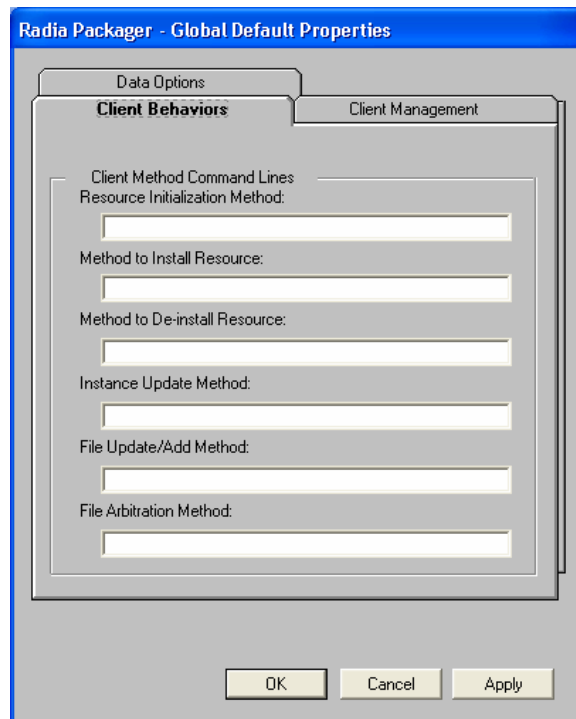 Radia Packager - Global Default Properties
Data Options
Client Behaviors
Client Management
Client Method Command Lines
Resource Initialization Method:
Method to Install Resource:
Method to De-install Resource:
Instance Update Method:
File Update/Add Method:
File Arbitration Method:
OK
Cancel
Apply